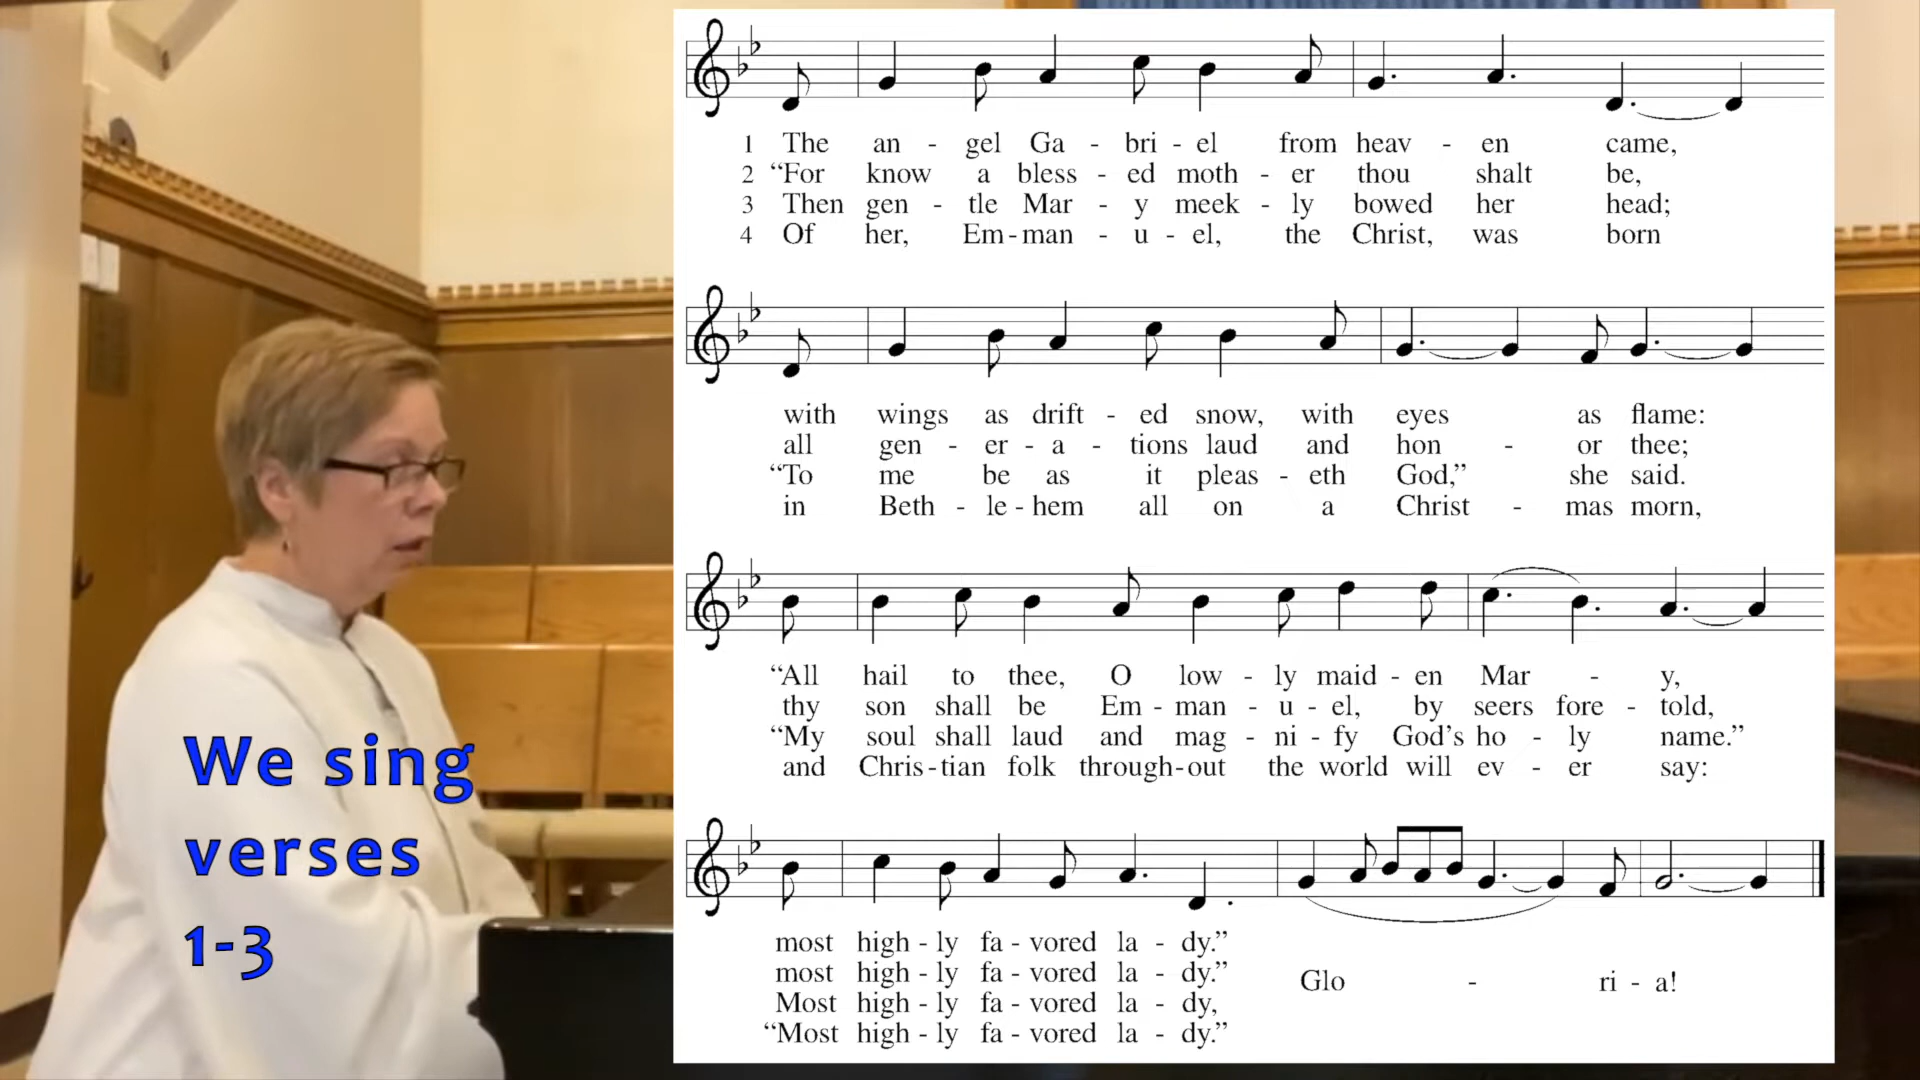 1 The an - gel Ga - bri - el from heav - en came,
2 “For know a bless - ed moth - er thou shalt be,
3 Then gen - tle Mar - y meek - ly bowed her head;
4 Of her, Em - man - u - el, the Christ, was born
with wings as drift - ed snow, with eyes as flame:
all gen - er - a - tions laud and hon - or thee;
“To me be as it pleas - eth God,” she said.
in Beth - le - hem all on a Christ - mas morn,
“All hail to thee, O low - ly maid - en Mar - y,
thy son shall be Em - man - u - el, by seers fore - told,
“My soul shall laud and mag - ni - fy God’s ho - ly name.”
and Chris - tian folk through - out the world will ev - er say:
most high - ly fa - vored la - dy.”
most high - ly fa - vored la - dy.”
Most high - ly fa - vored la - dy,
“Most high - ly fa - vored la - dy.”
Glo - ri - a!
We sing
verses
1-3